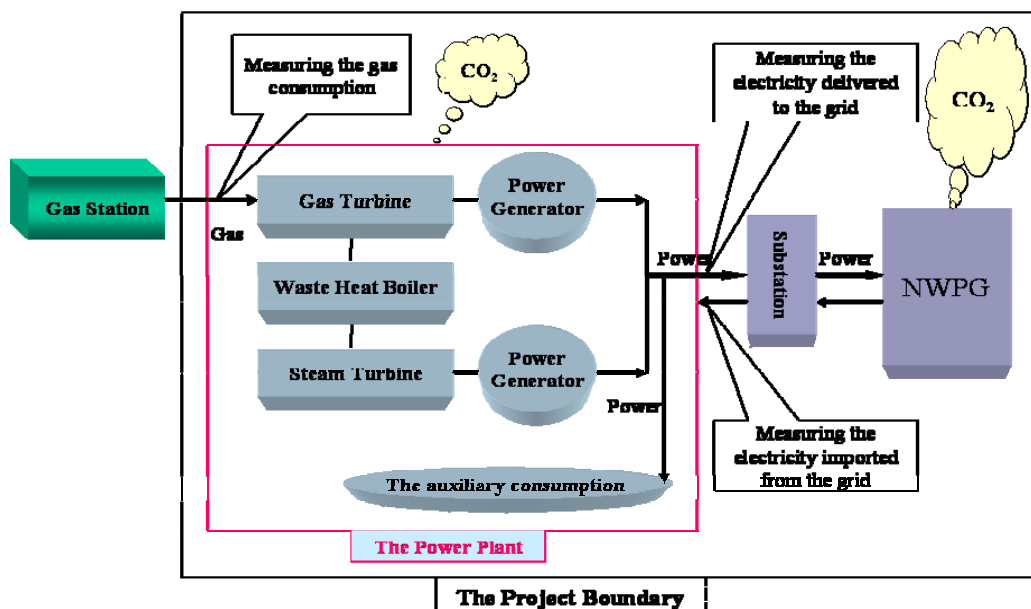 Measuring the gas
consumption
CO₂
Measuring the
electricity delivered
to the grid
CO₂
Gas Station
Gas
Gas Turbine
Power
Generator
Waste Heat Boiler
Steam Turbine
Power
Generator
Power
Power
Substation
Power
NWPG
The auxiliary consumption
Measuring the
electricity imported
from the grid
The Power Plant
The Project Boundary